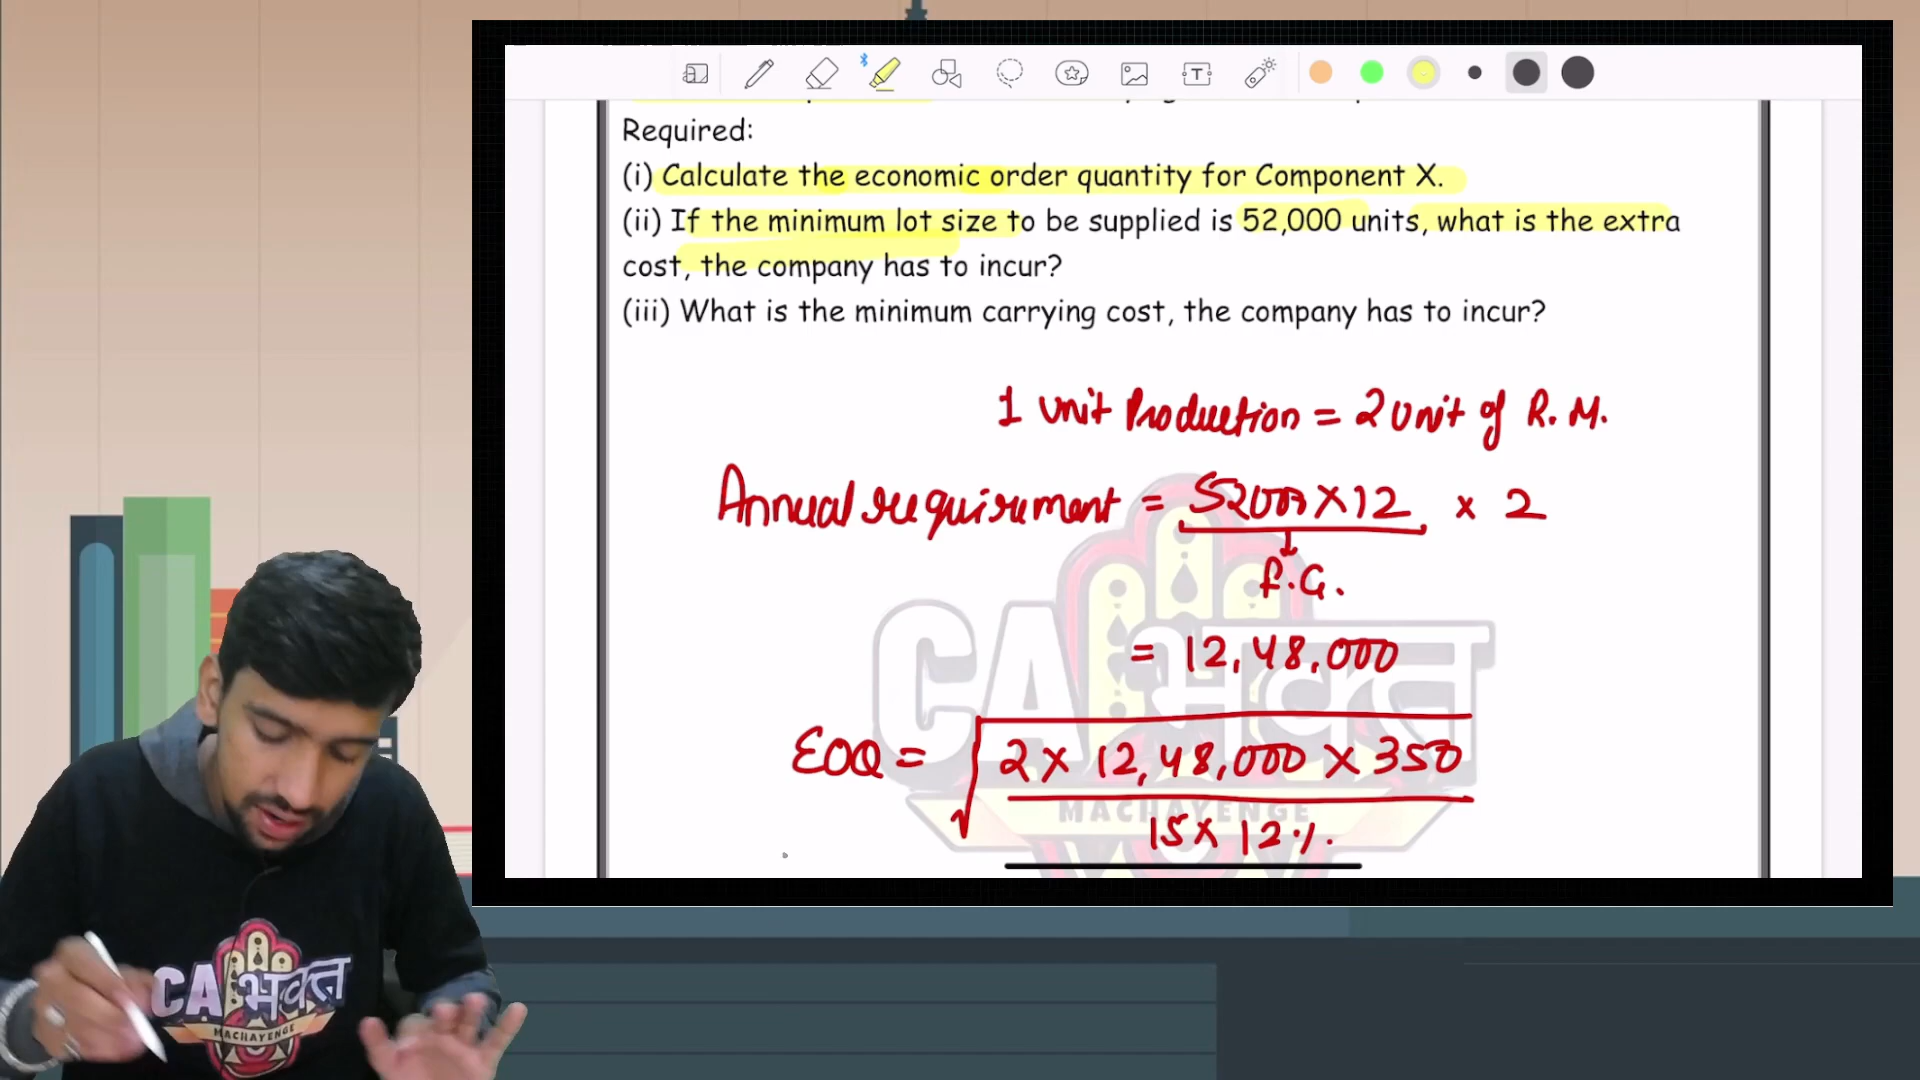 Required:
(i) Calculate the economic order quantity for Component X.
(ii) If the minimum lot size to be supplied is 52,000 units, what is the extra
cost, the company has to incur?
(iii) What is the minimum carrying cost, the company has to incur?
1 Unit Production = 2 Unit of R.M.
Annual requirement = 52000 × 12 × 2
F.G.
= 12,48,000
EOQ = √ 2 × 12,48,000 × 350
15 × 12%
CA भक्त
MACHAYENGE
CA भक्त
MACHAYENGE